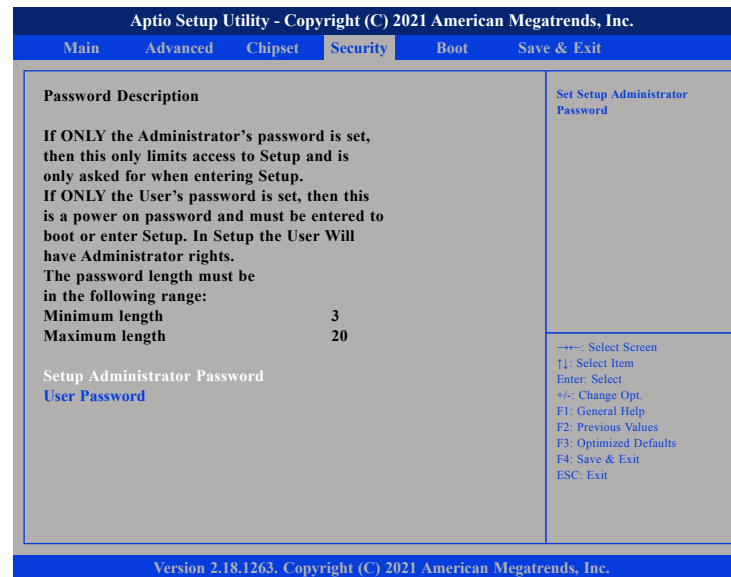 Aptio Setup Utility - Copyright (C) 2021 American Megatrends, Inc.
Main Advanced Chipset Security Boot Save & Exit
Password Description
If ONLY the Administrator’s password is set,
then this only limits access to Setup and is
only asked for when entering Setup.
If ONLY the User’s password is set, then this
is a power on password and must be entered to
boot or enter Setup. In Setup the User Will
have Administrator rights.
The password length must be
in the following range:
Minimum length 3
Maximum length 20
Setup Administrator Password
User Password
Set Setup Administrator
Password
→←: Select Screen
↑↓: Select Item
Enter: Select
+/-: Change Opt.
F1: General Help
F2: Previous Values
F3: Optimized Defaults
F4: Save & Exit
ESC: Exit
Version 2.18.1263. Copyright (C) 2021 American Megatrends, Inc.